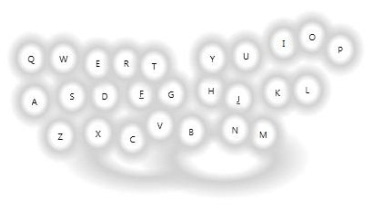 Q W E R T Y U I O P
A S D F G H J K L
Z X C V B N M